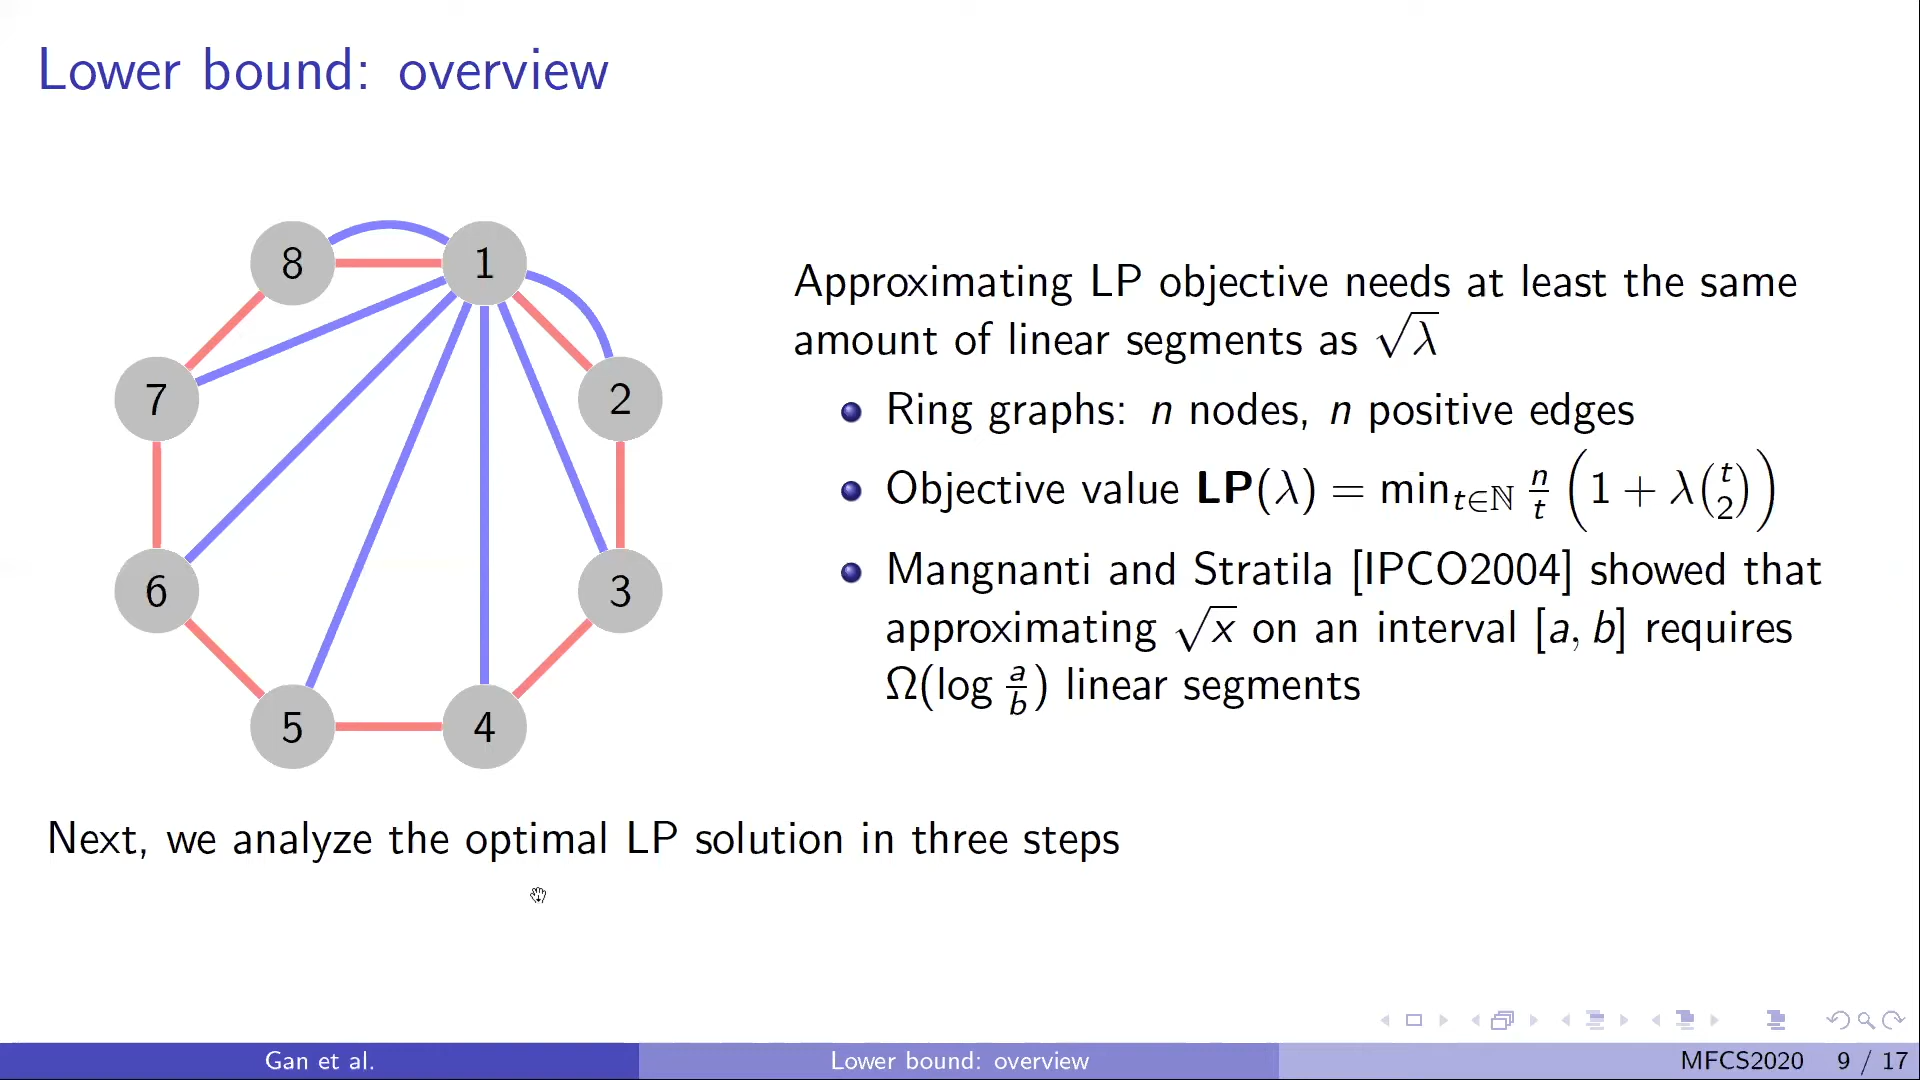 Lower bound: overview
8
1
7
2
6
3
5
4
Approximating LP objective needs at least the same
amount of linear segments as √λ
Ring graphs: n nodes, n positive edges
Objective value LP(λ) = min_{t∈ℕ} n/t (1 + λ(t 2))
Mangnanti and Stratila [IPCO2004] showed that
approximating √x on an interval [a, b] requires
Ω(log a/b) linear segments
Next, we analyze the optimal LP solution in three steps
Gan et al.
Lower bound: overview
MFCS2020 9 / 17